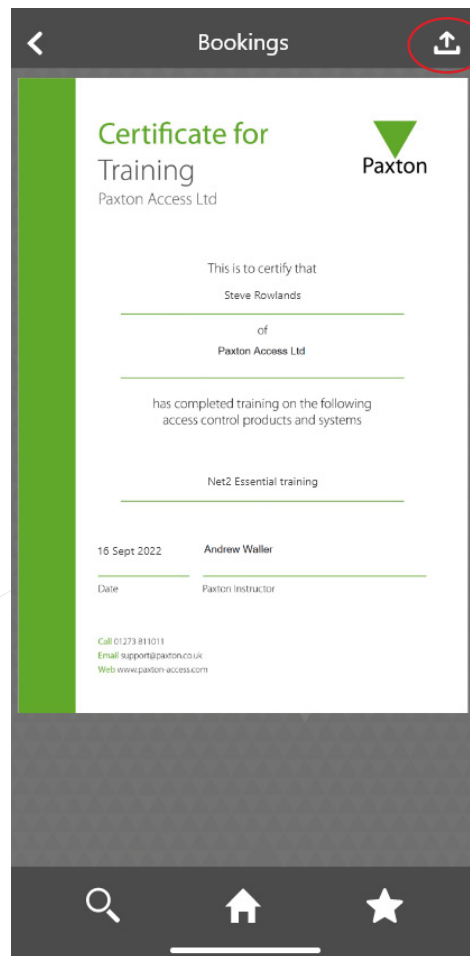 Bookings
Certificate for
Training
Paxton Access Ltd
Paxton
This is to certify that
Steve Rowlands
of
Paxton Access Ltd
has completed training on the following
access control products and systems
Net2 Essential training
16 Sept 2022
Andrew Waller
Date
Paxton Instructor
Call 01273 811011
Email support@paxton.co.uk
Web www.paxton-access.com